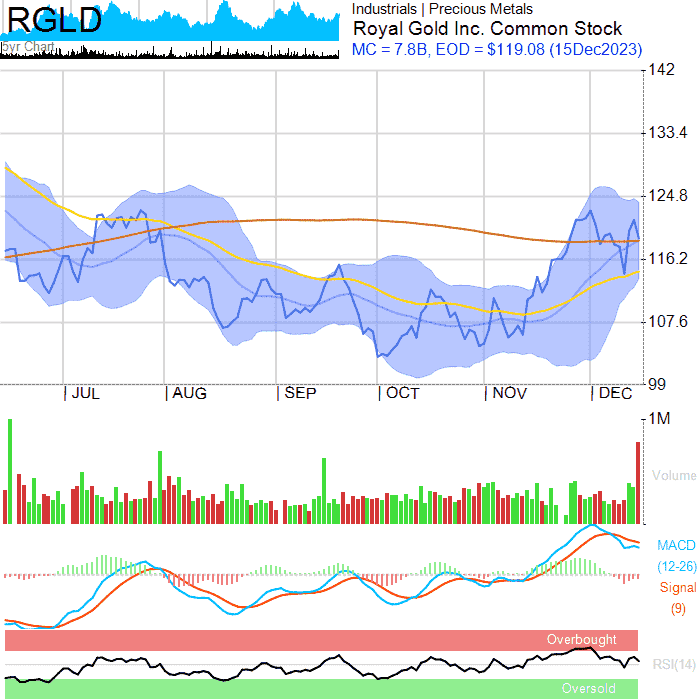 RGLD
5yr Chart
Industrials | Precious Metals
Royal Gold Inc. Common Stock
MC = 7.8B, EOD = $119.08 (15Dec2023)
142
133.4
124.8
116.2
107.6
99
JUL
AUG
SEP
OCT
NOV
DEC
1M
Volume
MACD
(12-26)
Signal
(9)
Overbought
RSI(14)
Oversold